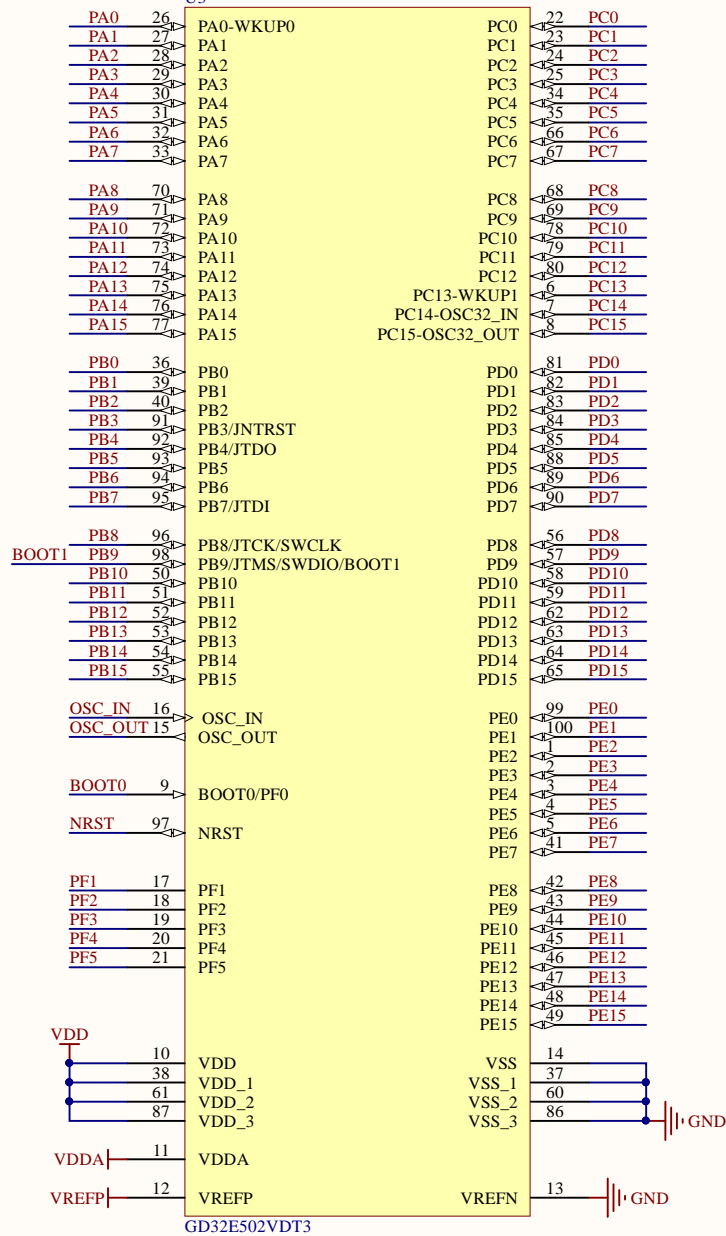 PA0 26 PA0-WKUP0 PC0 22 PC0
PA1 27 PA1 PC1 23 PC1
PA2 28 PA2 PC2 24 PC2
PA3 29 PA3 PC3 25 PC3
PA4 30 PA4 PC4 34 PC4
PA5 31 PA5 PC5 35 PC5
PA6 32 PA6 PC6 66 PC6
PA7 33 PA7 PC7 67 PC7
PA8 70 PA8 PC8 68 PC8
PA9 71 PA9 PC9 69 PC9
PA10 72 PA10 PC10 78 PC10
PA11 73 PA11 PC11 79 PC11
PA12 74 PA12 PC12 80 PC12
PA13 75 PA13 PC13-WKUP1 6 PC13
PA14 76 PA14 PC14-OSC32_IN 7 PC14
PA15 77 PA15 PC15-OSC32_OUT 8 PC15
PB0 36 PB0 PD0 81 PD0
PB1 39 PB1 PD1 82 PD1
PB2 40 PB2 PD2 83 PD2
PB3 91 PB3/JNTRST PD3 84 PD3
PB4 92 PB4/JTDO PD4 85 PD4
PB5 93 PB5 PD5 88 PD5
PB6 94 PB6 PD6 89 PD6
PB7 95 PB7/JTDI PD7 90 PD7
PB8 96 PB8/JTCK/SWCLK PD8 56 PD8
BOOT1 PB9 98 PB9/JTMS/SWDIO/BOOT1 PD9 57 PD9
PB10 50 PB10 PD10 58 PD10
PB11 51 PB11 PD11 59 PD11
PB12 52 PB12 PD12 62 PD12
PB13 53 PB13 PD13 63 PD13
PB14 54 PB14 PD14 64 PD14
PB15 55 PB15 PD15 65 PD15
OSC_IN 16 OSC_IN PE0 99 PE0
OSC_OUT 15 OSC_OUT PE1 100 PE1
PE2 1 PE2
PE3 2 PE3
BOOT0 9 BOOT0/PF0 PE4 3 PE4
PE5 4 PE5
NRST 97 NRST PE6 5 PE6
PE7 41 PE7
PF1 17 PF1 PE8 42 PE8
PF2 18 PF2 PE9 43 PE9
PF3 19 PF3 PE10 44 PE10
PF4 20 PF4 PE11 45 PE11
PF5 21 PF5 PE12 46 PE12
PE13 47 PE13
PE14 48 PE14
PE15 49 PE15
VDD
10 VDD VSS 14
38 VDD_1 VSS_1 37
61 VDD_2 VSS_2 60
87 VDD_3 VSS_3 86 GND
VDDA 11 VDDA
VREFP 12 VREFP VREFN 13 GND
GD32E502VDT3